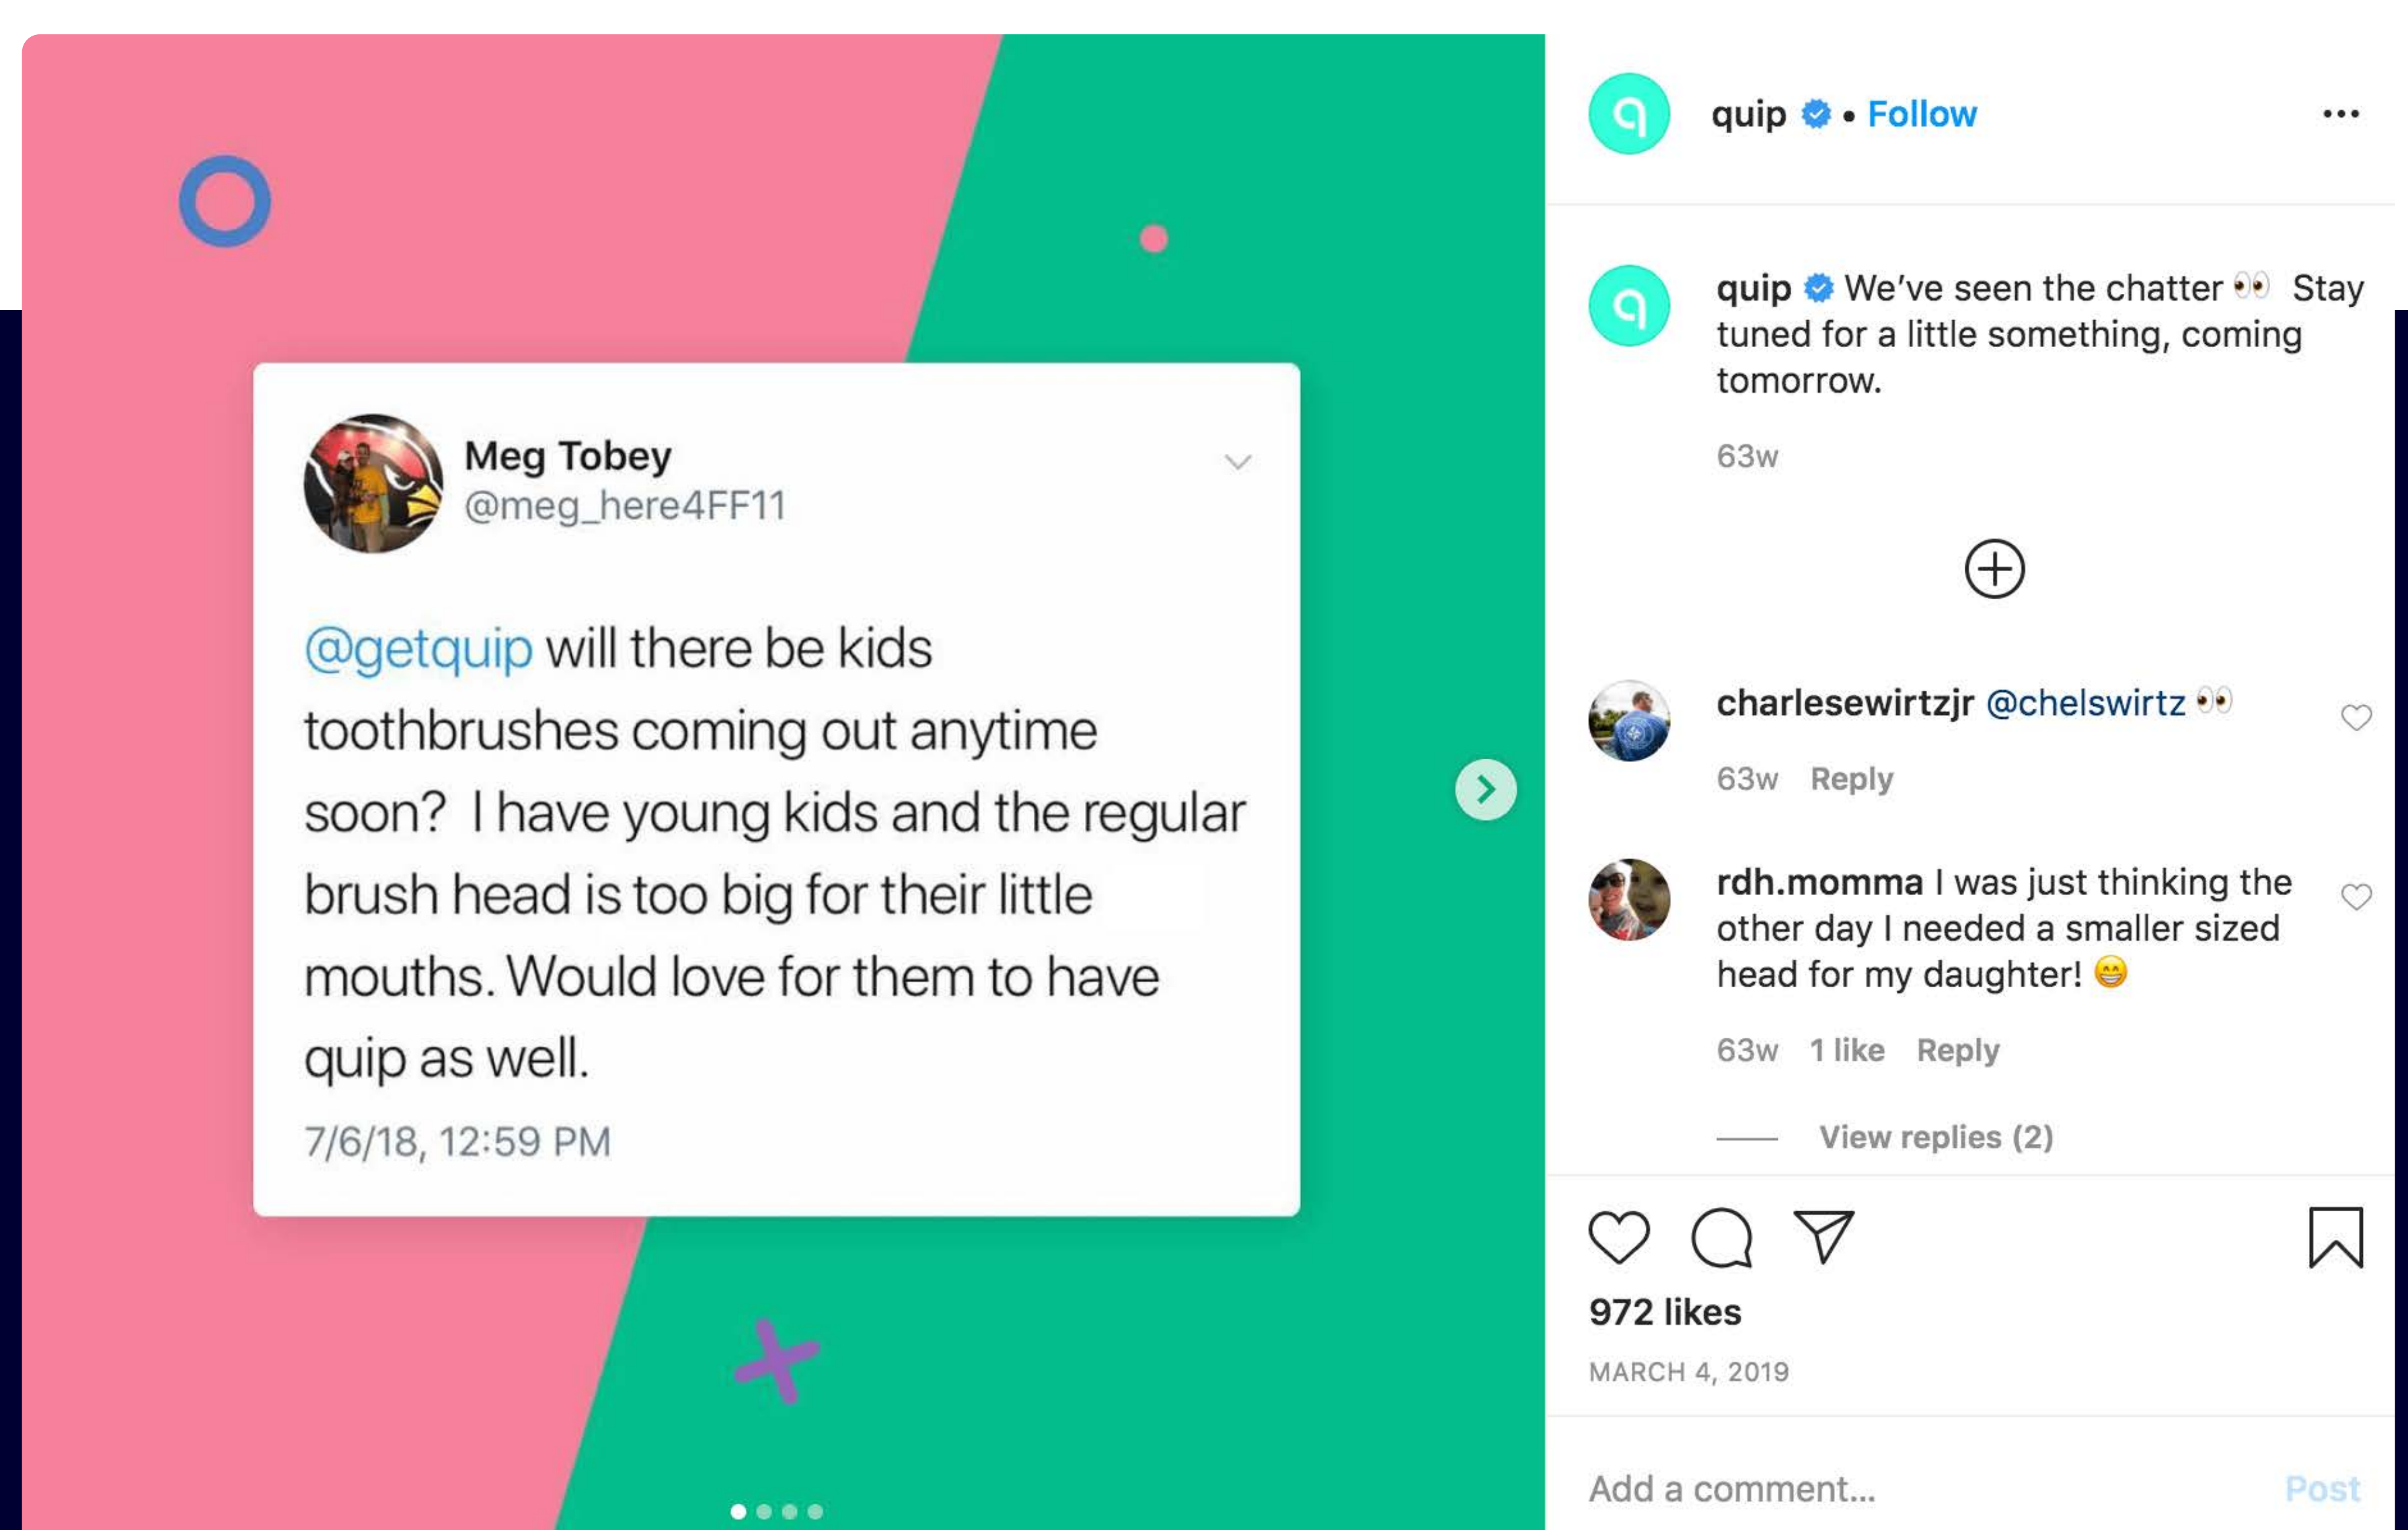 Meg Tobey
@meg_here4FF11
@getquip will there be kids
toothbrushes coming out anytime
soon?  I have young kids and the regular
brush head is too big for their little
mouths. Would love for them to have
quip as well.
7/6/18, 12:59 PM
quip • Follow
quip We’ve seen the chatter 👀 Stay
tuned for a little something, coming
tomorrow.
63w
charlesewirtzjr @chelswirtz 👀
63w Reply
rdh.momma I was just thinking the
other day I needed a smaller sized
head for my daughter! 😁
63w 1 like Reply
View replies (2)
972 likes
MARCH 4, 2019
Add a comment... Post